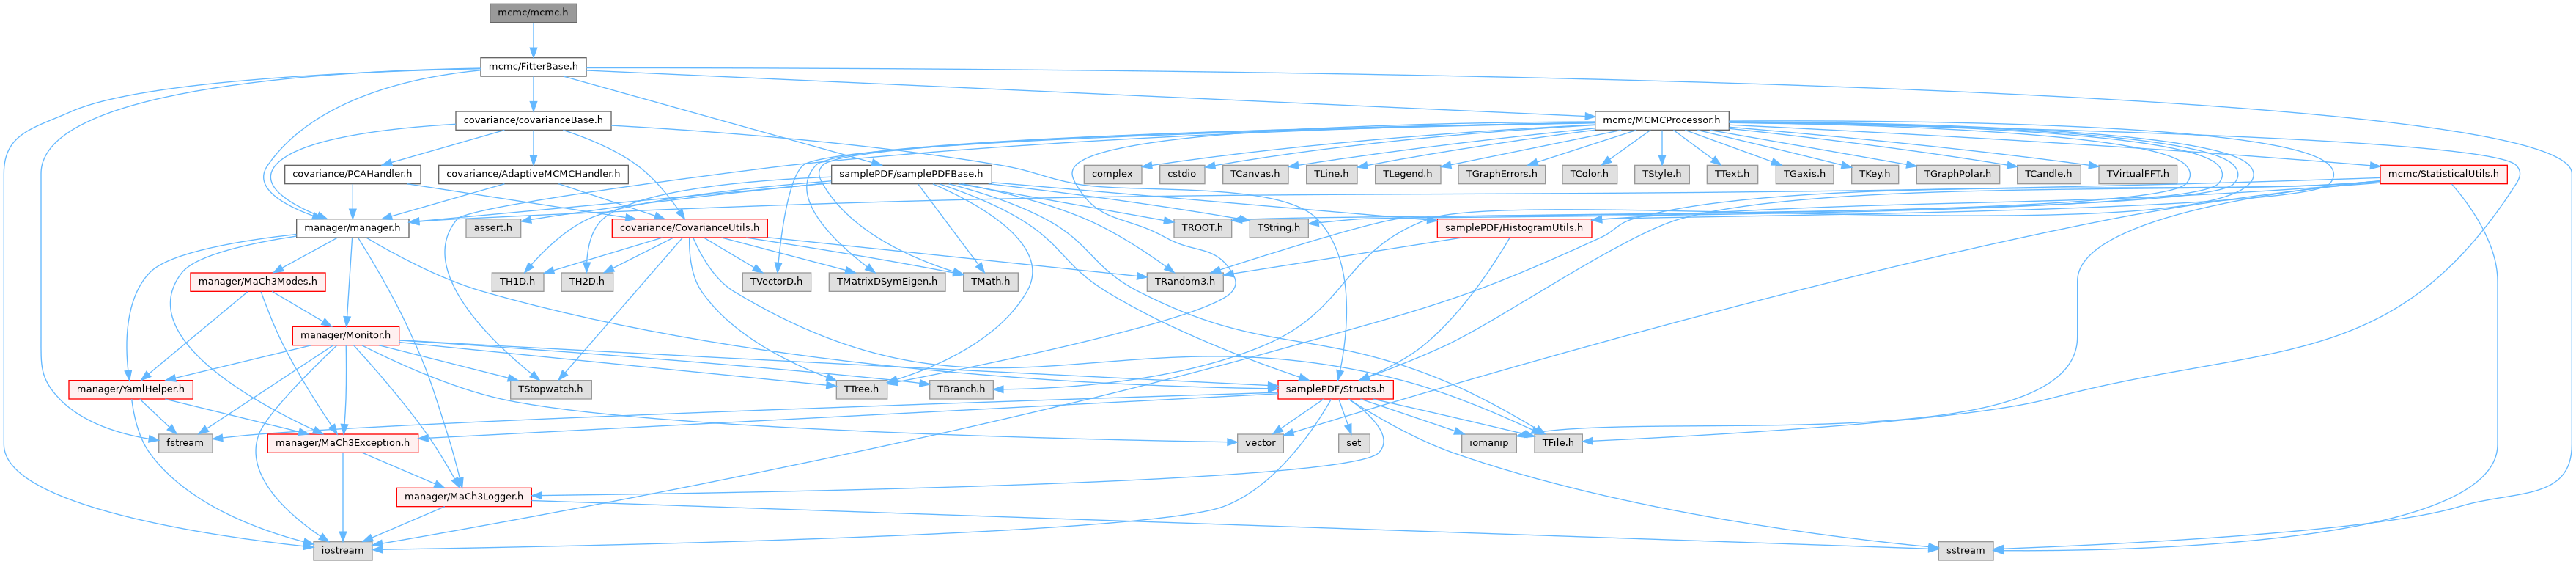 mcmc/mcmc.h
mcmc/FitterBase.h
covariance/covarianceBase.h
mcmc/MCMCProcessor.h
covariance/PCAHandler.h
covariance/AdaptiveMCMCHandler.h
samplePDF/samplePDFBase.h
complex
cstdio
TCanvas.h
TLine.h
TLegend.h
TGraphErrors.h
TColor.h
TStyle.h
TText.h
TGaxis.h
TKey.h
TGraphPolar.h
TCandle.h
TVirtualFFT.h
mcmc/StatisticalUtils.h
manager/manager.h
assert.h
covariance/CovarianceUtils.h
TROOT.h
TString.h
samplePDF/HistogramUtils.h
manager/MaCh3Modes.h
TH1D.h
TH2D.h
TVectorD.h
TMatrixDSymEigen.h
TMath.h
TRandom3.h
manager/Monitor.h
manager/YamlHelper.h
TStopwatch.h
TTree.h
TBranch.h
samplePDF/Structs.h
fstream
manager/MaCh3Exception.h
vector
set
iomanip
TFile.h
manager/MaCh3Logger.h
iostream
sstream